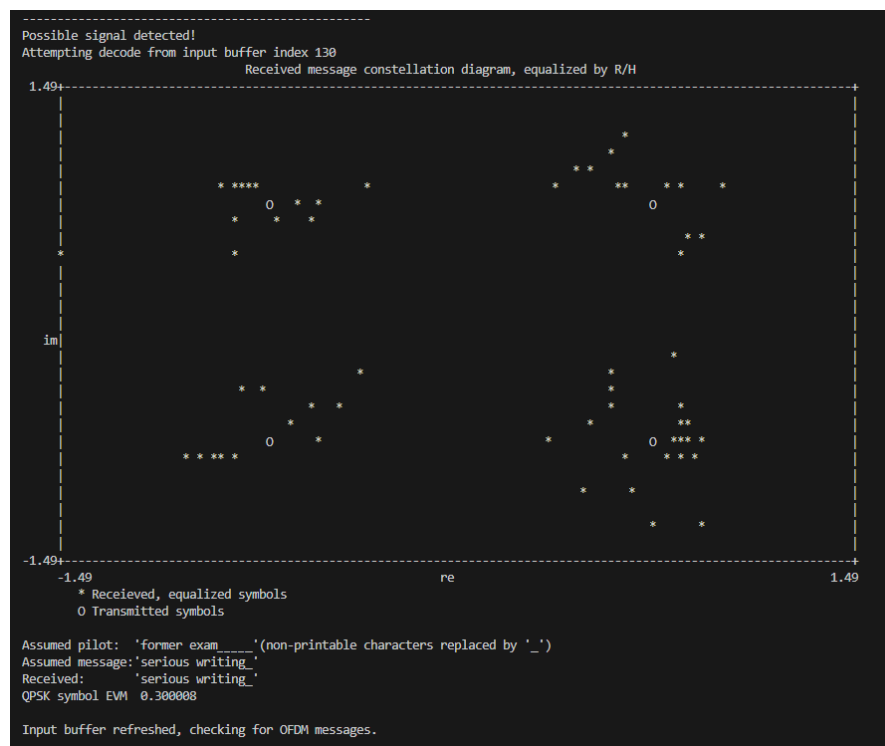 --------------------------------------------------
Possible signal detected!
Attempting decode from input buffer index 130
Received message constellation diagram, equalized by R/H
1.49
im
-1.49
-1.49 re 1.49
* Receieved, equalized symbols
O Transmitted symbols
Assumed pilot: 'former exam_____'(non-printable characters replaced by '_')
Assumed message:'serious writing_'
Received: 'serious writing_'
QPSK symbol EVM 0.300008
Input buffer refreshed, checking for OFDM messages.